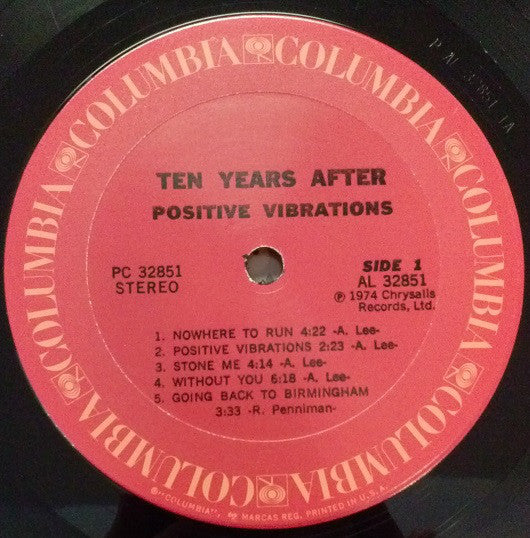 COLUMBIA COLUMBIA COLUMBIA COLUMBIA COLUMBIA COLUMBIA
TEN YEARS AFTER
POSITIVE VIBRATIONS
PC 32851
STEREO
SIDE 1
AL 32851
℗ 1974 Chrysalis
Records, Ltd.
1. NOWHERE TO RUN 4:22 -A. Lee-
2. POSITIVE VIBRATIONS 2:23 -A. Lee-
3. STONE ME 4:14 -A. Lee-
4. WITHOUT YOU 6:18 -A. Lee-
5. GOING BACK TO BIRMINGHAM
3:33 -R. Penniman-
"COLUMBIA", MARCAS REG. PRINTED IN U.S.A.